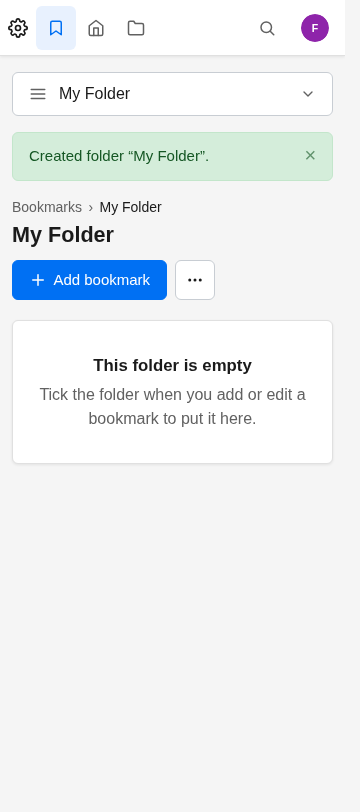 F
My Folder
Created folder “My Folder”.
Bookmarks › My Folder
My Folder
Add bookmark
This folder is empty
Tick the folder when you add or edit a
bookmark to put it here.